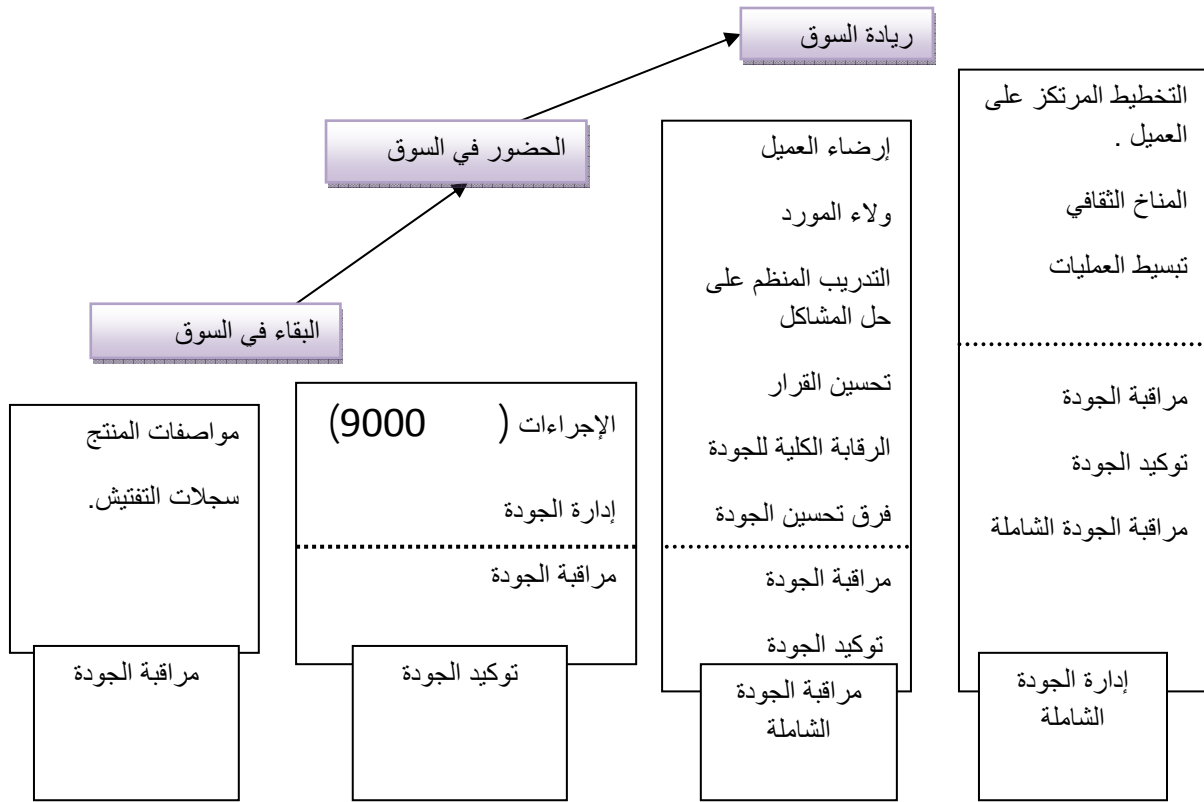 ريادة السوق
الحضور في السوق
البقاء في السوق
التخطيط المرتكز على
العميل .
المناخ الثقافي
تبسيط العمليات
مراقبة الجودة
توكيد الجودة
مراقبة الجودة الشاملة
إدارة الجودة
الشاملة
إرضاء العميل
ولاء المورد
التدريب المنظم على
حل المشاكل
تحسين القرار
الرقابة الكلية للجودة
فرق تحسين الجودة
مراقبة الجودة
توكيد الجودة
مراقبة الجودة
الشاملة
الإجراءات ( 9000)
إدارة الجودة
مراقبة الجودة
توكيد الجودة
مواصفات المنتج
سجلات التفتيش.
مراقبة الجودة